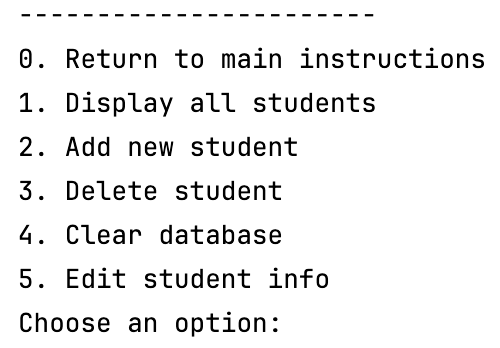 -----------------------
0. Return to main instructions
1. Display all students
2. Add new student
3. Delete student
4. Clear database
5. Edit student info
Choose an option: